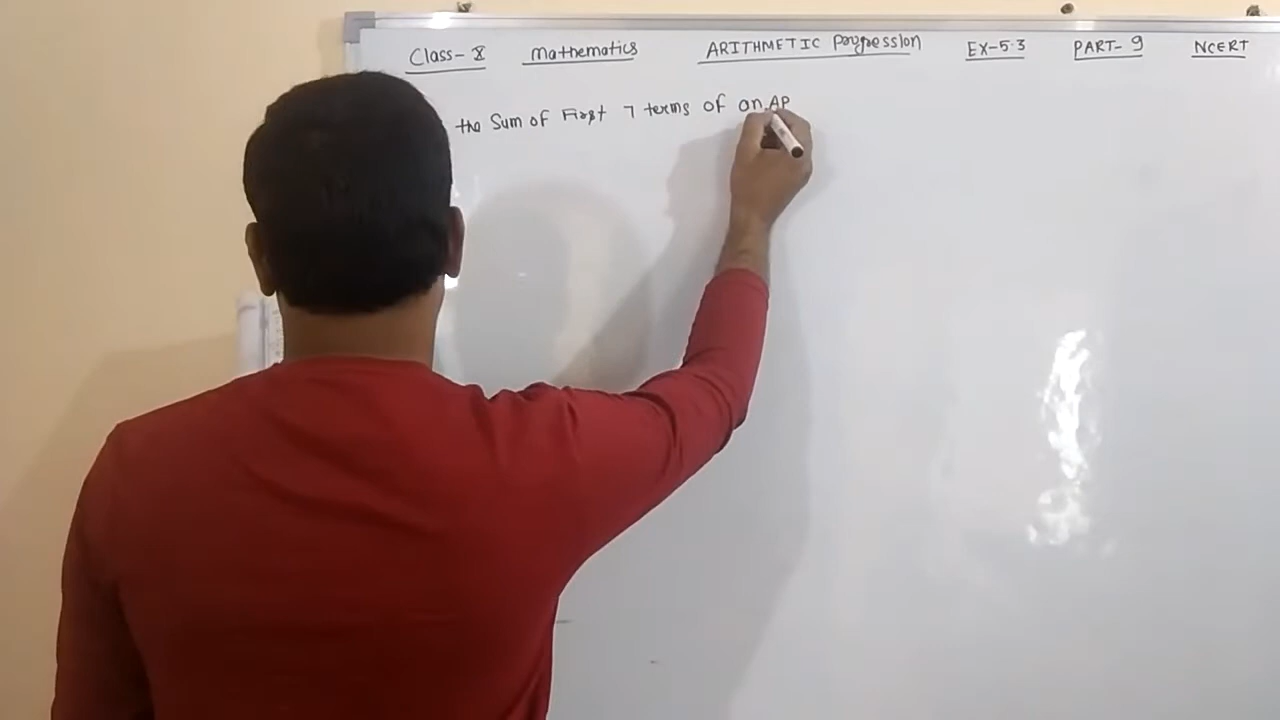 Class-X Mathematics ARITHMETIC Progression EX-5.3 PART-9 NCERT
the Sum of First 7 terms of an AP